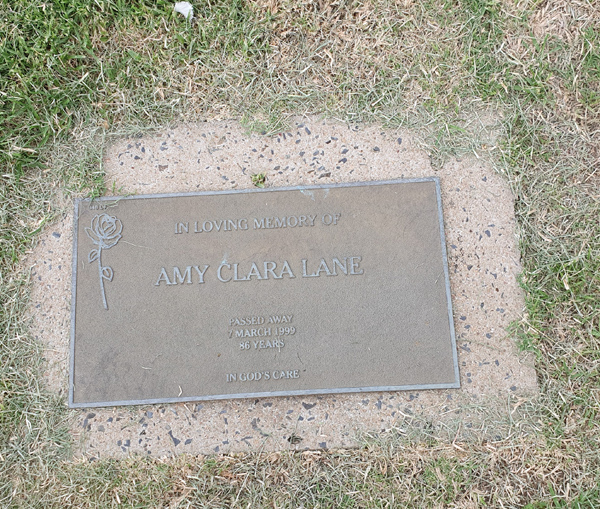 IN LOVING MEMORY OF
AMY CLARA LANE
PASSED AWAY
7 MARCH 1999
86 YEARS
IN GOD'S CARE